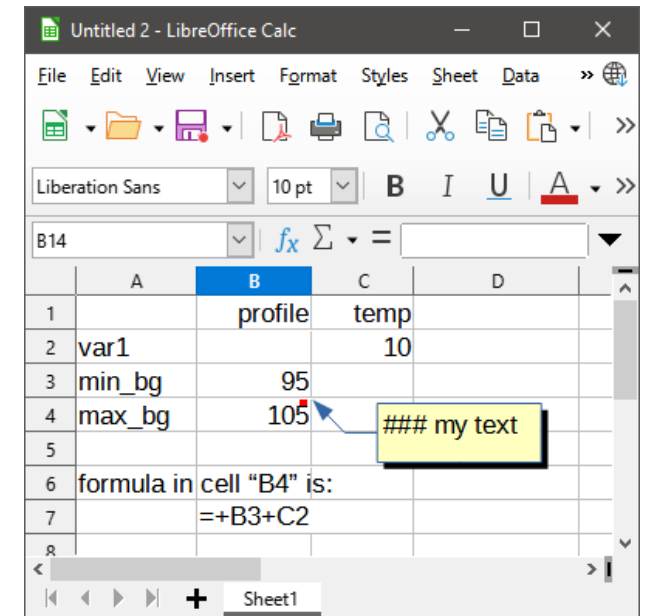 Untitled 2 - LibreOffice Calc
File Edit View Insert Format Styles Sheet Data »
Liberation Sans 10 pt B I U A »
B14 fx Σ =
A B C D
1 profile temp
2 var1 10
3 min_bg 95
4 max_bg 105 ### my text
5
6 formula in cell “B4” is:
7 =+B3+C2
8
Sheet1